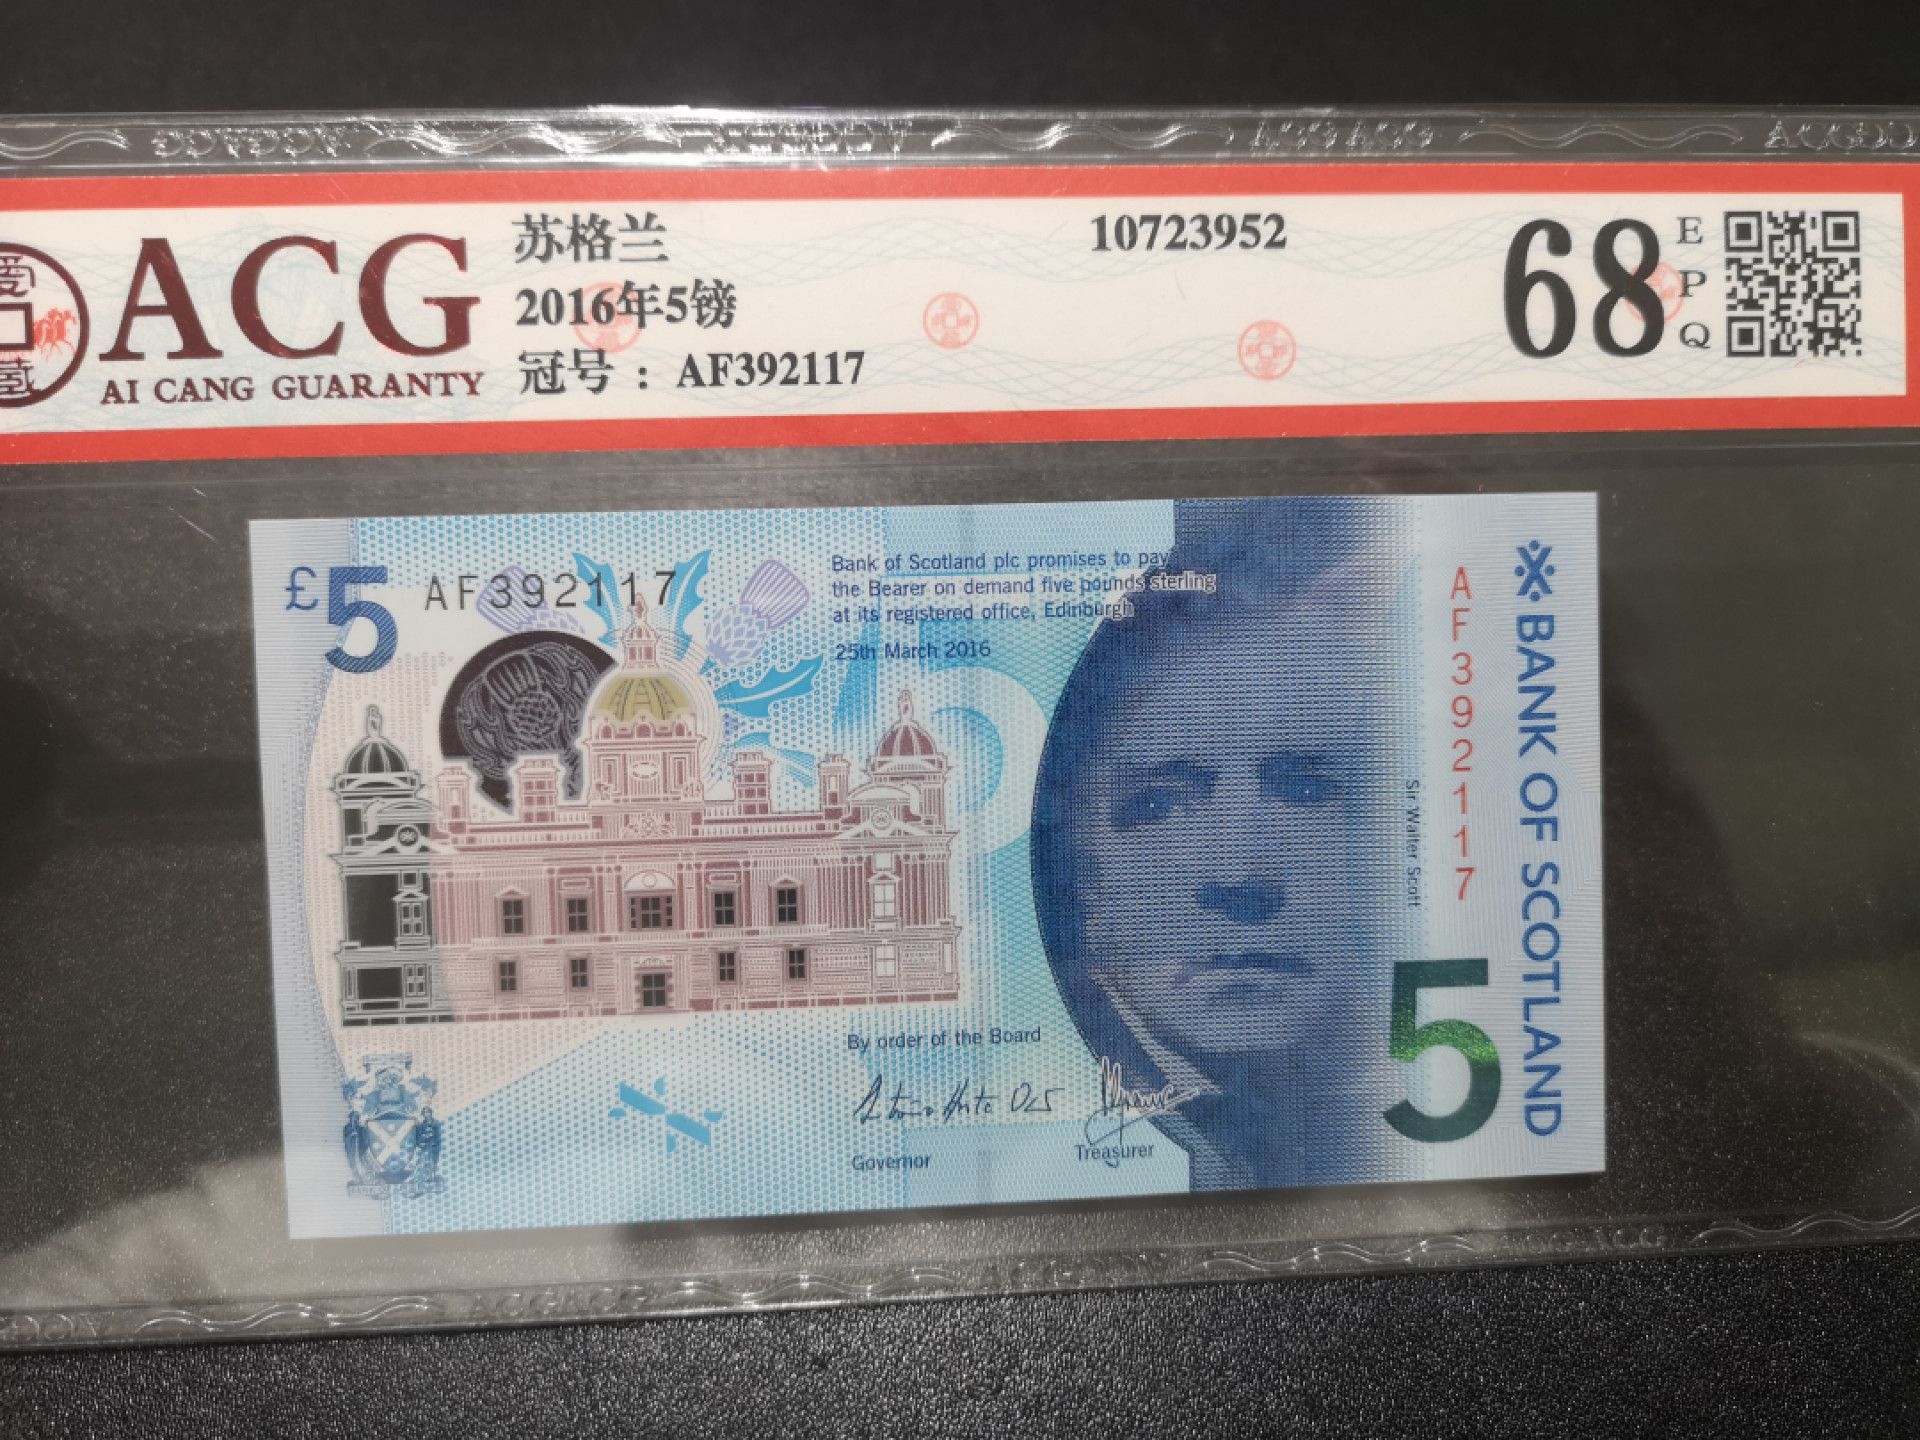 ACG
AI CANG GUARANTY
苏格兰
2016年5镑
冠号：AF392117
10723952
68
EPQ
£5
AF392117
Bank of Scotland plc promises to pay
the Bearer on demand five pounds sterling
at its registered office, Edinburgh
25th March 2016
By order of the Board
Governor
Treasurer
Sir Walter Scott
AF392117
BANK OF SCOTLAND
5